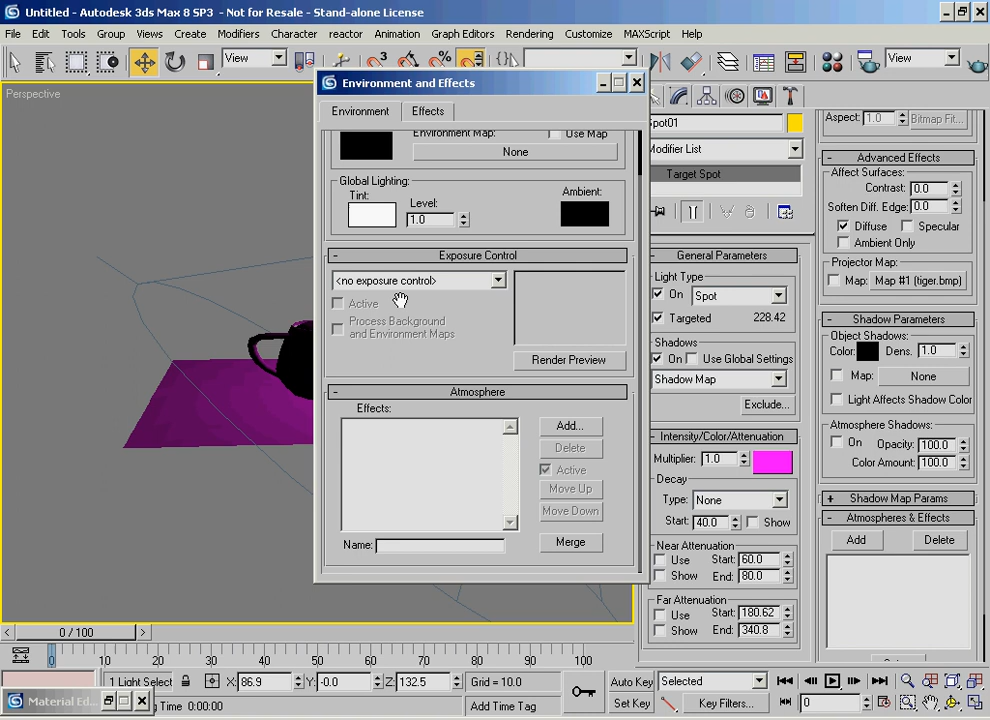 Untitled - Autodesk 3ds Max 8 SP3 - Not for Resale - Stand-alone License
File Edit Tools Group Views Create Modifiers Character reactor Animation Graph Editors Rendering Customize MAXScript Help
View
View
Perspective
Environment and Effects
Environment Effects
Environment Map: Use Map
None
Global Lighting:
Tint: Level: Ambient:
1.0
- Exposure Control
<no exposure control>
Active
Process Background
and Environment Maps
Render Preview
- Atmosphere
Effects:
Add...
Delete
Active
Move Up
Move Down
Name: Merge
Spot01
Modifier List
Target Spot
- General Parameters
Light Type
On Spot
Targeted 228.42
Shadows
On Use Global Settings
Shadow Map
Exclude...
- Intensity/Color/Attenuation
Multiplier: 1.0
Decay
Type: None
Start: 40.0 Show
Near Attenuation
Use Start: 60.0
Show End: 80.0
Far Attenuation
Use Start: 180.62
Show End: 340.8
Aspect: 1.0 Bitmap Fit...
- Advanced Effects
Affect Surfaces:
Contrast: 0.0
Soften Diff. Edge: 0.0
Diffuse Specular
Ambient Only
Projector Map:
Map: Map #1 (tiger.bmp)
- Shadow Parameters
Object Shadows:
Color: Dens. 1.0
Map: None
Light Affects Shadow Color
Atmosphere Shadows:
On Opacity: 100.0
Color Amount: 100.0
+ Shadow Map Params
- Atmospheres & Effects
Add Delete
< 0 / 100 >
0 10 20 30 40 50 60 70 80 90 100
1 Light Select X: 86.9 Y: -0.0 Z: 132.5 Grid = 10.0 Auto Key Selected
Material Ed... Time 0:00:00 Add Time Tag Set Key Key Filters... 0